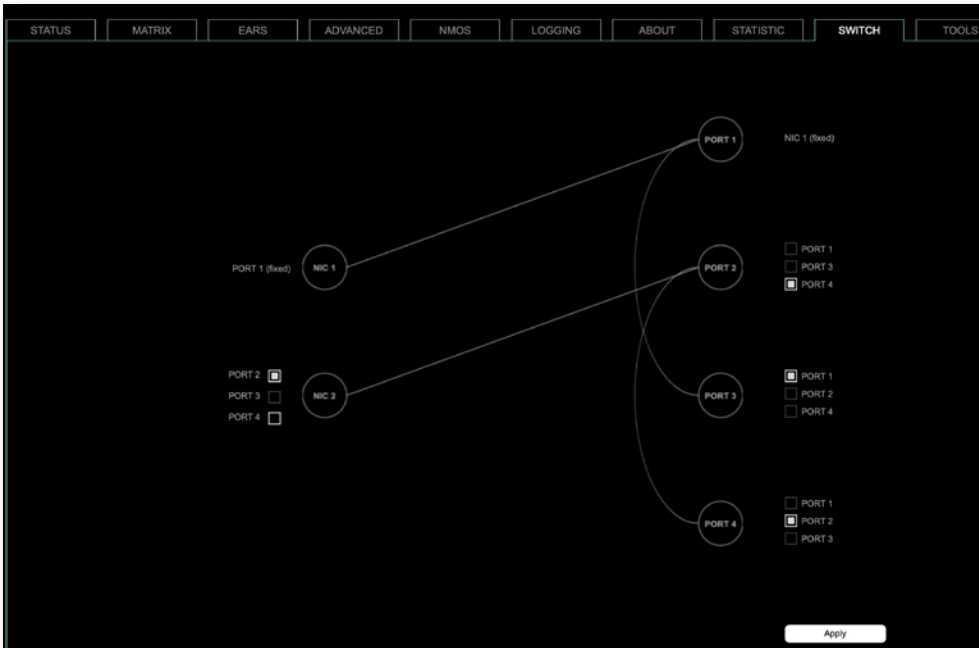 STATUS MATRIX EARS ADVANCED NMOS LOGGING ABOUT STATISTIC SWITCH TOOLS
PORT 1 NIC 1 (fixed)
PORT 1 (fixed) NIC 1 PORT 2
PORT 1
PORT 3
PORT 4
PORT 2
PORT 3
PORT 4
NIC 2 PORT 3
PORT 1
PORT 2
PORT 4
PORT 4
PORT 1
PORT 2
PORT 3
Apply